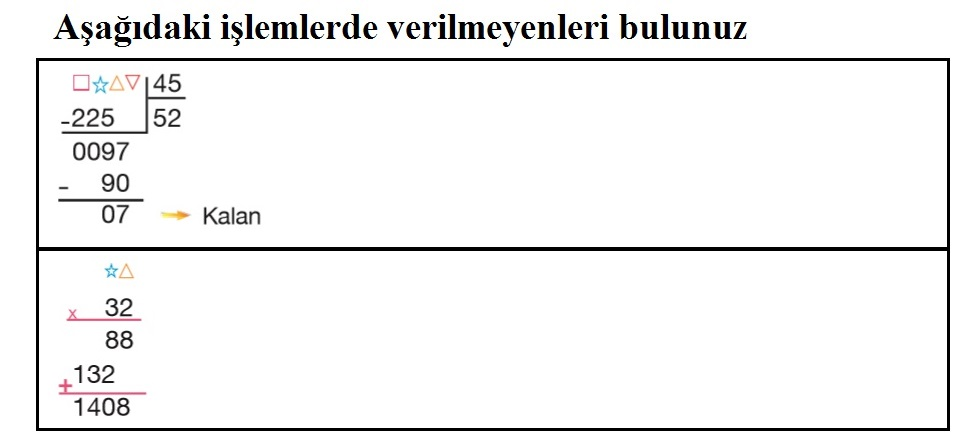 Aşağıdaki işlemlerde verilmeyenleri bulunuz
□☆△▽ 45
-225 52
0097
- 90
07 → Kalan
☆△
x 32
88
+132
1408